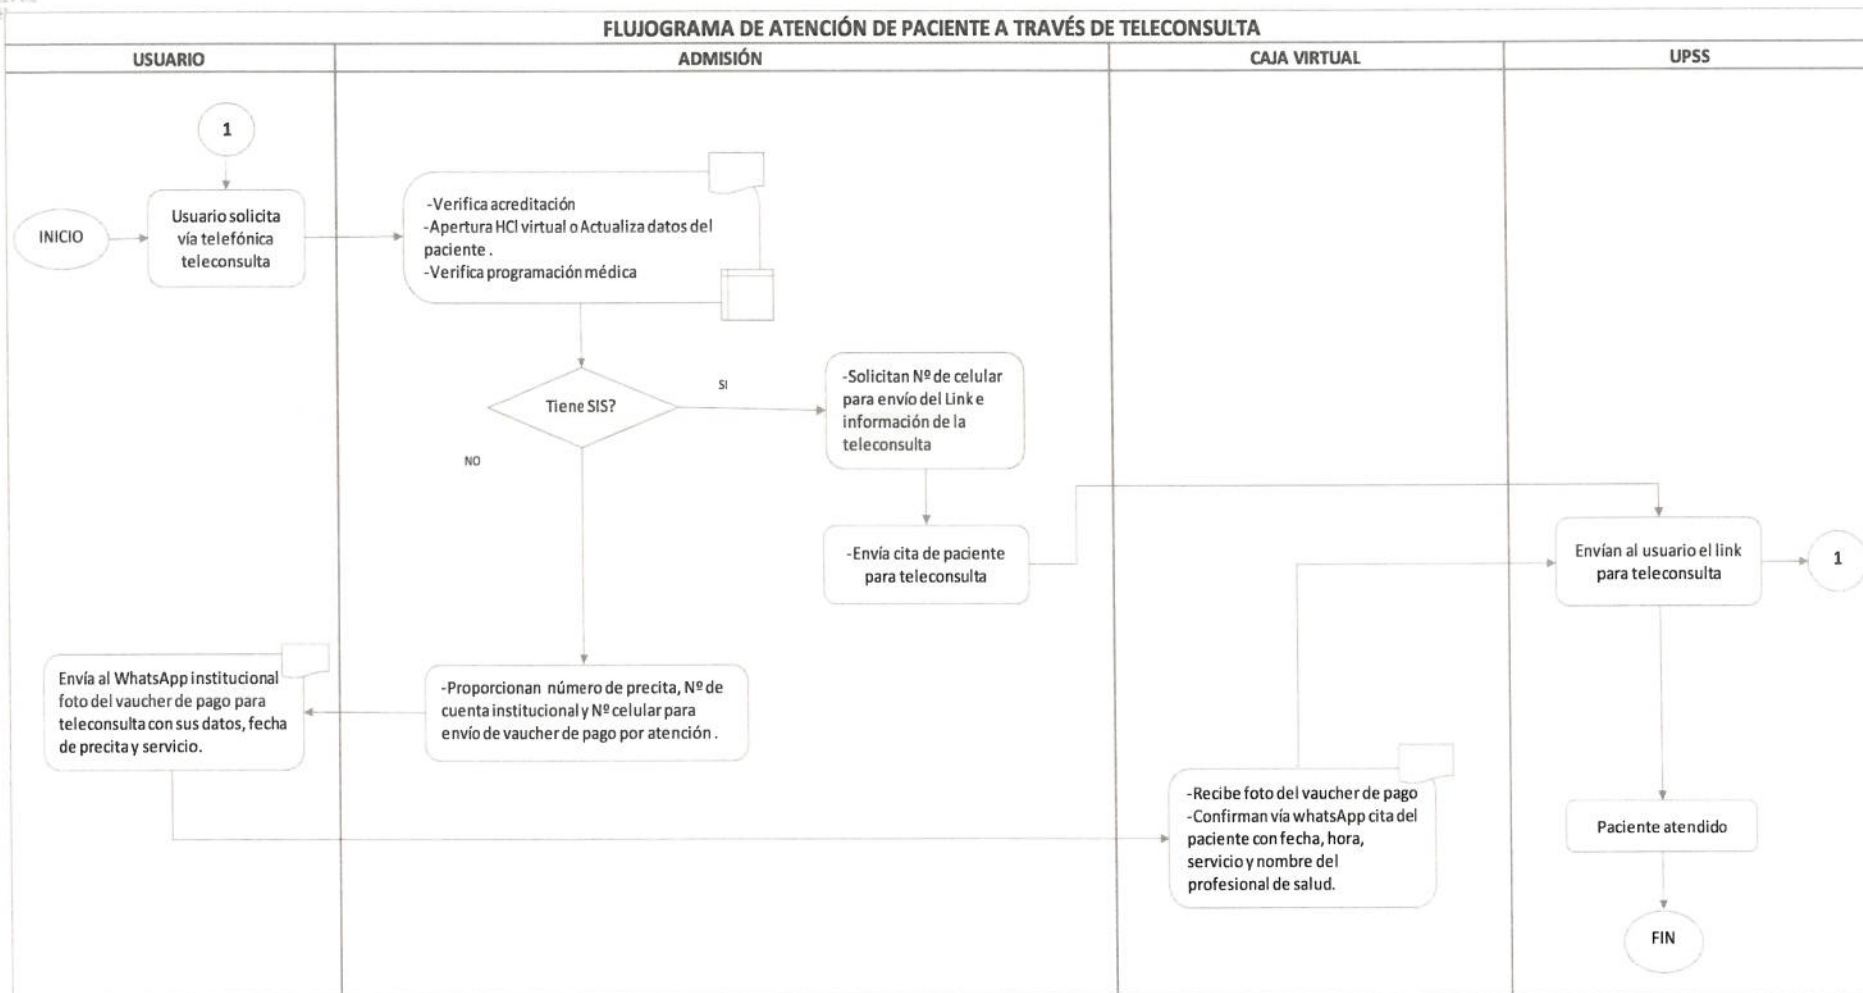 FLUJOGRAMA DE ATENCIÓN DE PACIENTE A TRAVÉS DE TELECONSULTA
USUARIO
ADMISIÓN
CAJA VIRTUAL
UPSS
1
INICIO
Usuario solicita
vía telefónica
teleconsulta
-Verifica acreditación
-Apertura HCl virtual o Actualiza datos del
paciente .
-Verifica programación médica
Tiene SIS?
SI
NO
-Solicitan Nº de celular
para envío del Link e
información de la
teleconsulta
-Envía cita de paciente
para teleconsulta
Envían al usuario el link
para teleconsulta
1
-Proporcionan número de precita, Nº de
cuenta institucional y Nº celular para
envío de vaucher de pago por atención .
Envía al WhatsApp institucional
foto del vaucher de pago para
teleconsulta con sus datos, fecha
de precita y servicio.
-Recibe foto del vaucher de pago
-Confirman vía whatsApp cita del
paciente con fecha, hora,
servicio y nombre del
profesional de salud.
Paciente atendido
FIN